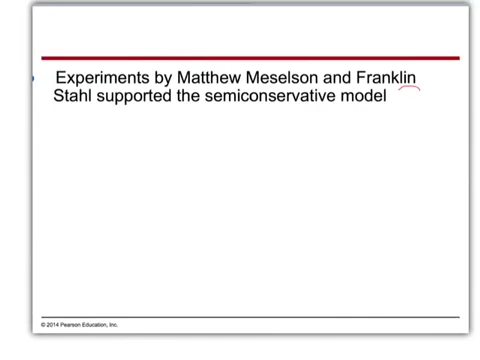 Experiments by Matthew Meselson and Franklin
Stahl supported the semiconservative model
© 2014 Pearson Education, Inc.